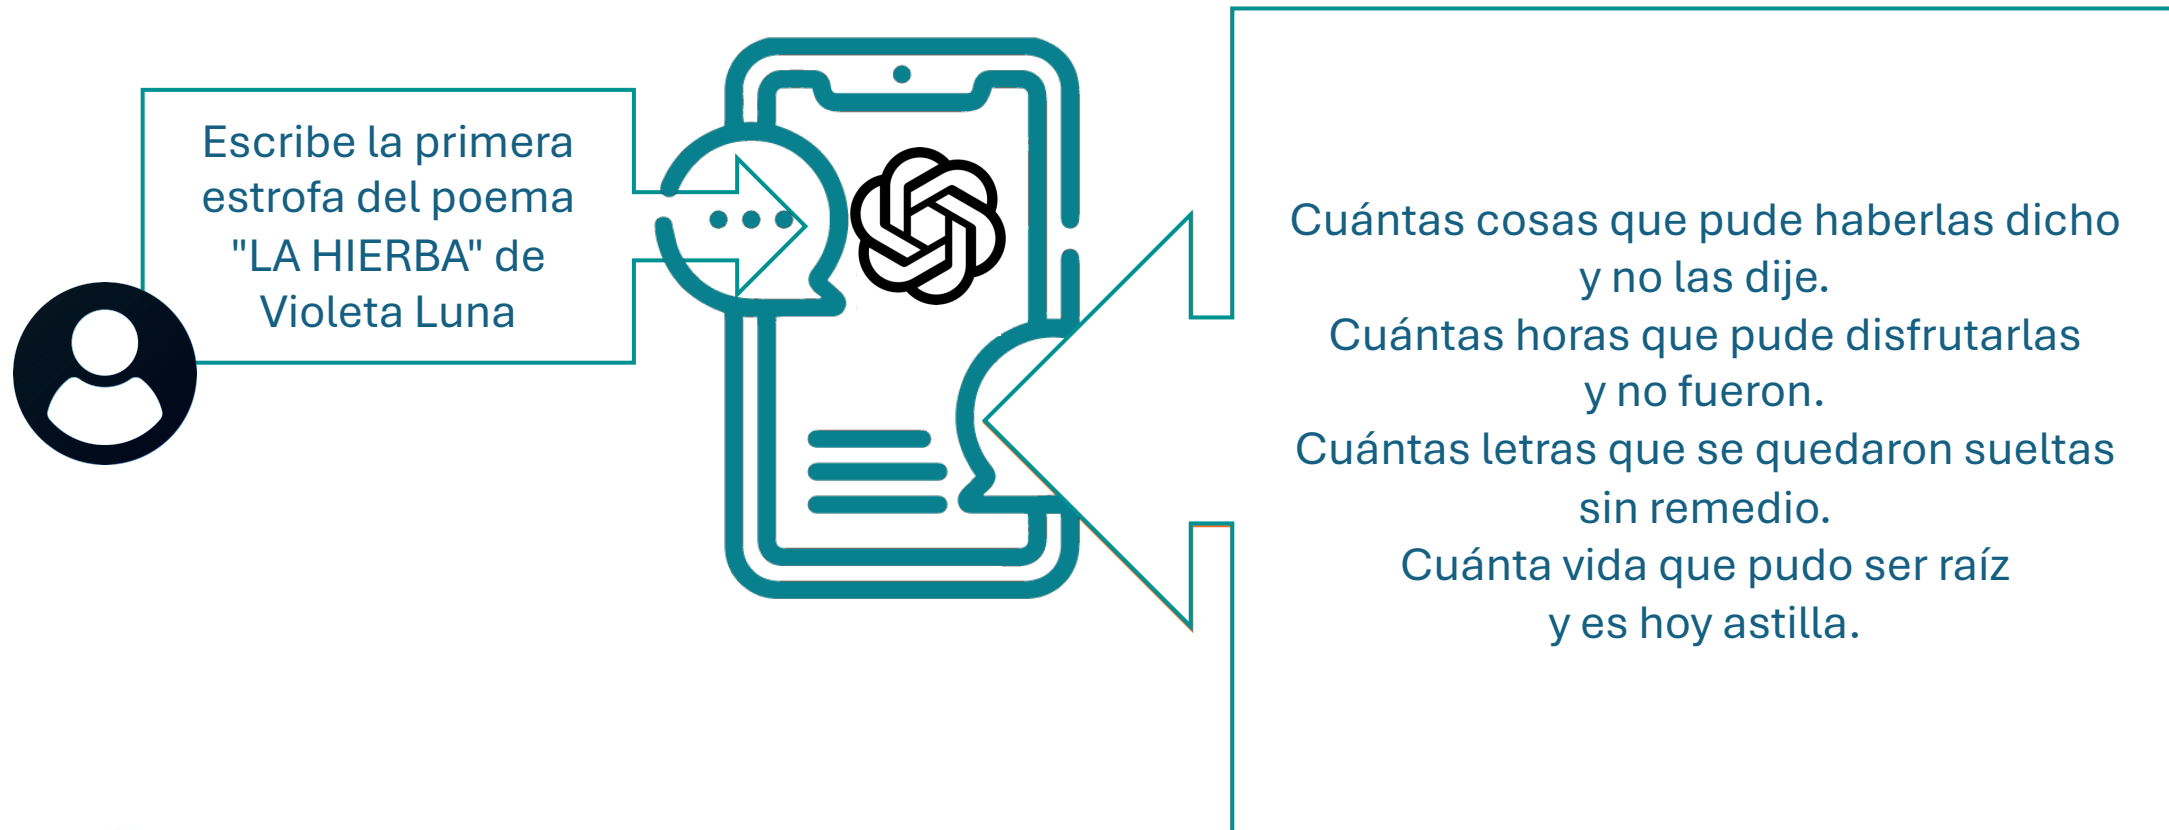 Escribe la primera
estrofa del poema
"LA HIERBA" de
Violeta Luna
Cuántas cosas que pude haberlas dicho
y no las dije.
Cuántas horas que pude disfrutarlas
y no fueron.
Cuántas letras que se quedaron sueltas
sin remedio.
Cuánta vida que pudo ser raíz
y es hoy astilla.